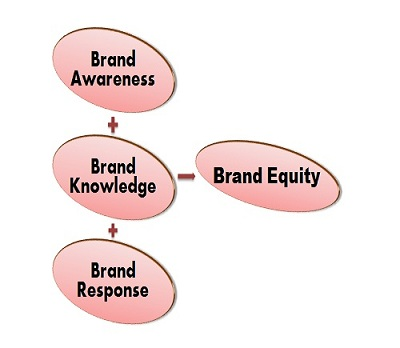 Brand
Awareness
+
Brand
Knowledge
Brand Equity
+
Brand
Response